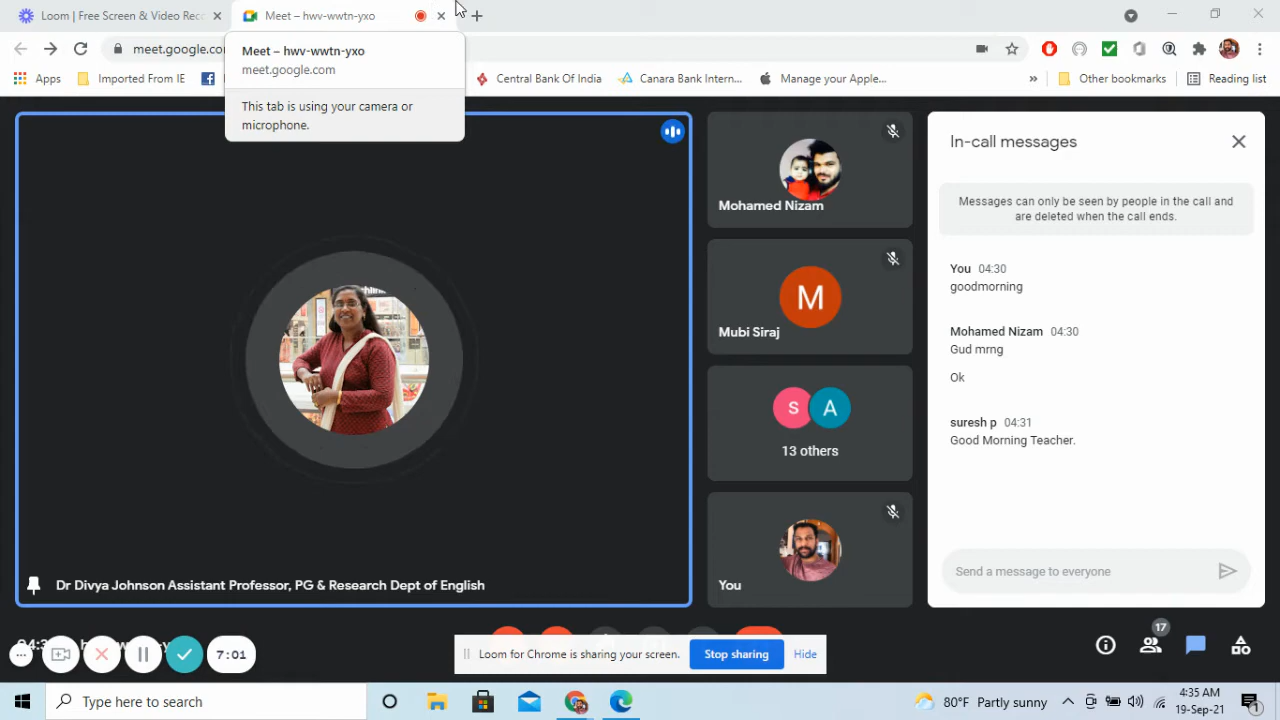 Loom | Free Screen & Video Reco
Meet – hwv-wwtn-yxo
meet.google.co
Meet – hwv-wwtn-yxo
meet.google.com
This tab is using your camera or
microphone.
Apps
Imported From IE
Central Bank Of India
Canara Bank Intern...
Manage your Apple...
»
Other bookmarks
Reading list
Mohamed Nizam
M
Mubi Siraj
S
A
13 others
You
Dr Divya Johnson Assistant Professor, PG & Research Dept of English
In-call messages
Messages can only be seen by people in the call and
are deleted when the call ends.
You 04:30
goodmorning
Mohamed Nizam 04:30
Gud mrng
Ok
suresh p 04:31
Good Morning Teacher.
Send a message to everyone
17
7:01
Loom for Chrome is sharing your screen.
Stop sharing
Hide
Type here to search
80°F Partly sunny
4:35 AM
19-Sep-21
1